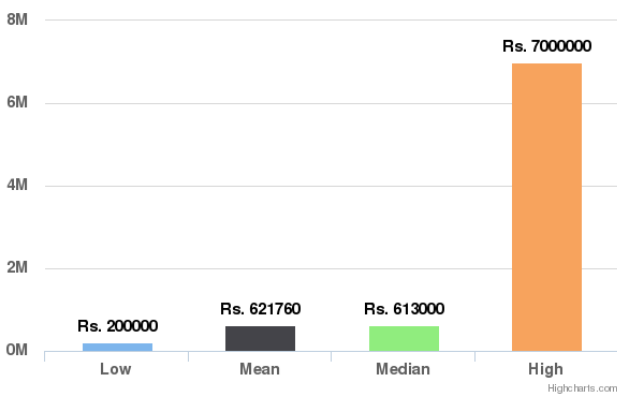 8M
Rs. 7000000
6M
4M
2M
Rs. 621760
Rs. 613000
Rs. 200000
0M
Low
Mean
Median
High
Highcharts.com